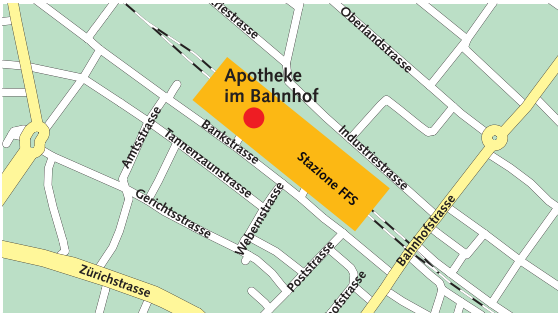 Oberlandstrasse
Apotheke
im Bahnhof
Amtsstrasse
Bankstrasse
Industriestrasse
Tannenzaunstrasse
Stazione FFS
Gerichtsstrasse
Webernstrasse
Bahnhofstrasse
Poststrasse
Zürichstrasse